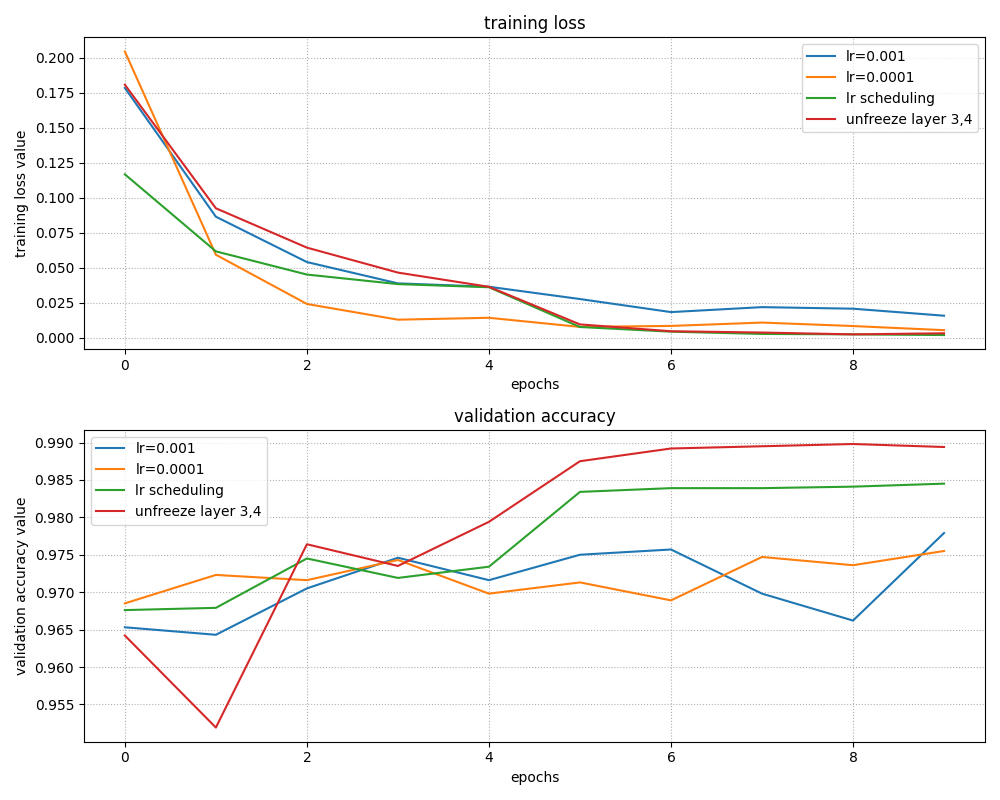 training loss
training loss value
0.200
0.175
0.150
0.125
0.100
0.075
0.050
0.025
0.000
lr=0.001
lr=0.0001
lr scheduling
unfreeze layer 3,4
0 2 4 6 8
epochs
validation accuracy
validation accuracy value
0.990
0.985
0.980
0.975
0.970
0.965
0.960
0.955
lr=0.001
lr=0.0001
lr scheduling
unfreeze layer 3,4
0 2 4 6 8
epochs